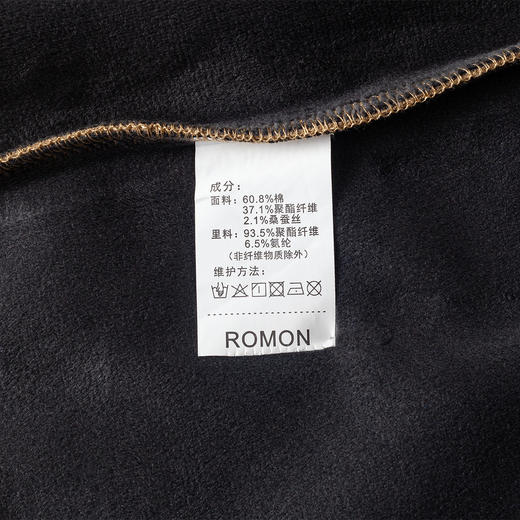 成分：
面料：60.8%棉
37.1%聚酯纤维
2.1%桑蚕丝
里料：93.5%聚酯纤维
6.5%氨纶
（非纤维物质除外）
维护方法：
ROMON